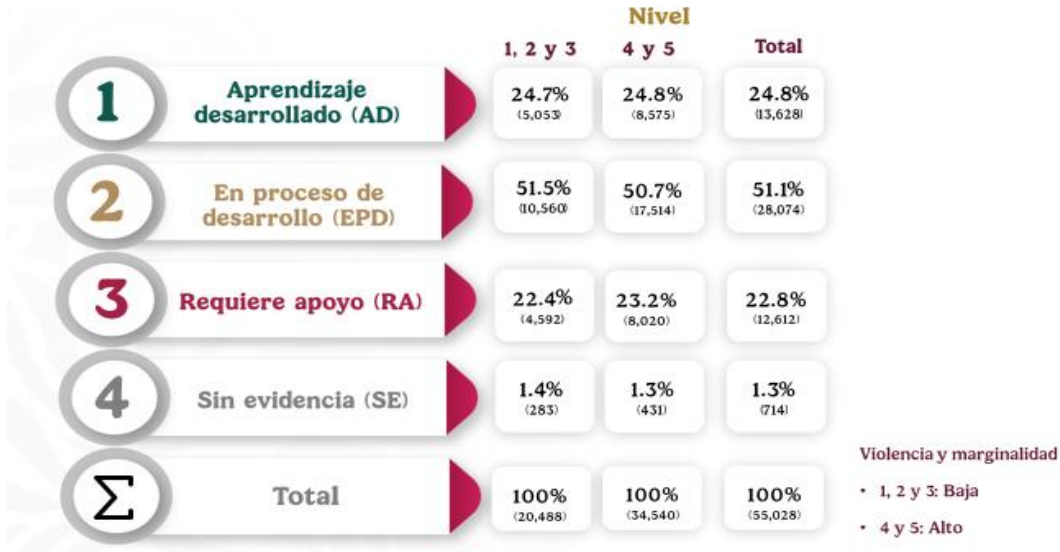 Nivel
1, 2 y 3 4 y 5 Total
1 Aprendizaje desarrollado (AD) 24.7% 24.8% 24.8%
(5,053) (8,575) (13,628)
2 En proceso de desarrollo (EPD) 51.5% 50.7% 51.1%
(10,560) (17,514) (28,074)
3 Requiere apoyo (RA) 22.4% 23.2% 22.8%
(4,592) (8,020) (12,612)
4 Sin evidencia (SE) 1.4% 1.3% 1.3%
(283) (431) (714)
Σ Total 100% 100% 100%
(20,488) (34,540) (55,028)
Violencia y marginalidad
• 1, 2 y 3: Baja
• 4 y 5: Alto